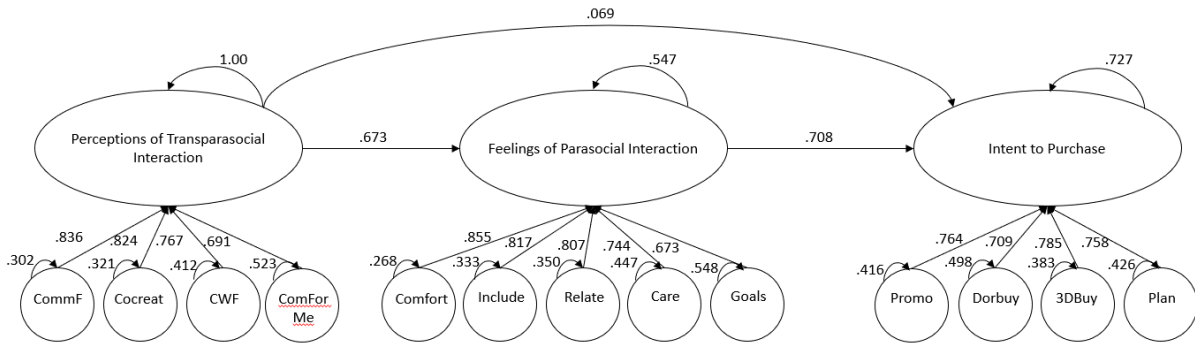 .069
1.00
.547
.727
Perceptions of Transparasocial
Interaction
.673
Feelings of Parasocial Interaction
.708
Intent to Purchase
.836
.824
.767
.691
.855
.817
.807
.744
.673
.764
.709
.785
.758
.302
.321
.412
.523
.268
.333
.350
.447
.548
.416
.498
.383
.426
CommF
Cocreat
CWF
ComFor
Me
Comfort
Include
Relate
Care
Goals
Promo
Dorbuy
3DBuy
Plan